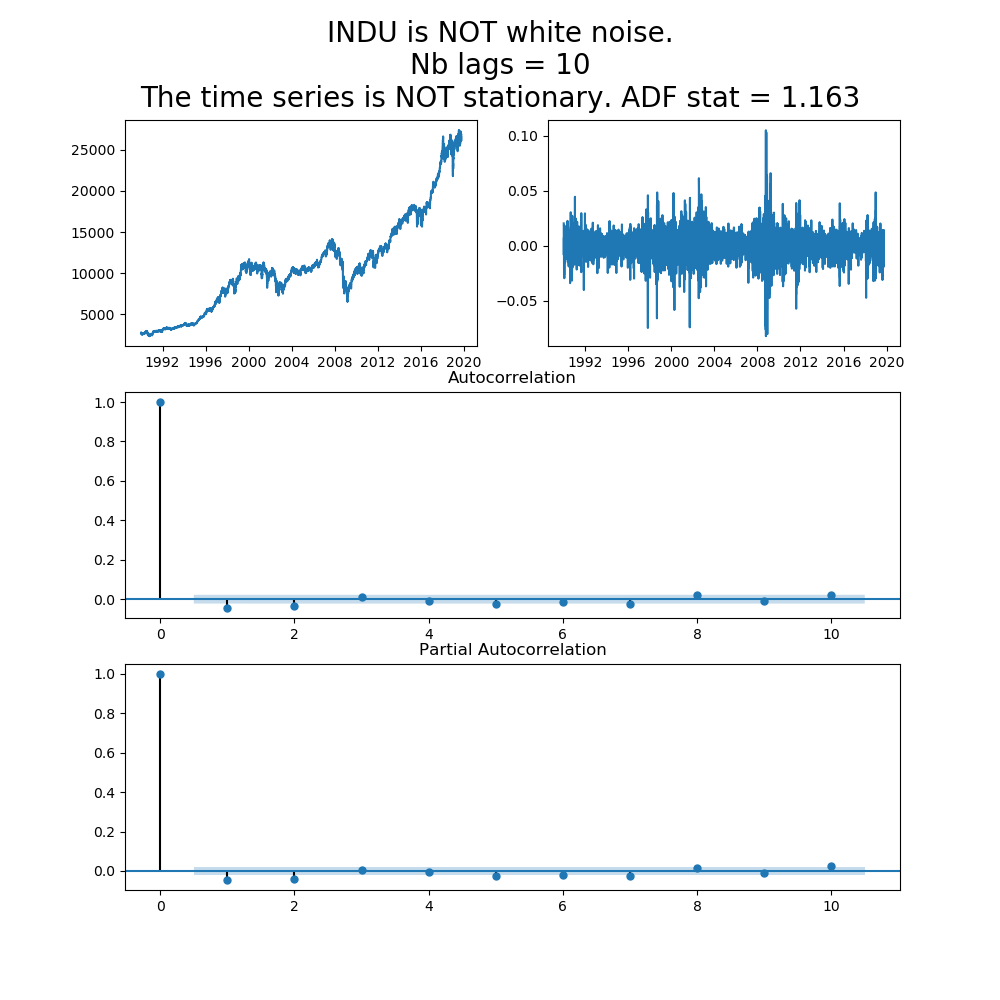 INDU is NOT white noise.
Nb lags = 10
The time series is NOT stationary. ADF stat = 1.163
25000
20000
15000
10000
5000
1992 1996 2000 2004 2008 2012 2016 2020
0.10
0.05
0.00
−0.05
1992 1996 2000 2004 2008 2012 2016 2020
Autocorrelation
1.0
0.8
0.6
0.4
0.2
0.0
0 2 4 6 8 10
Partial Autocorrelation
1.0
0.8
0.6
0.4
0.2
0.0
0 2 4 6 8 10